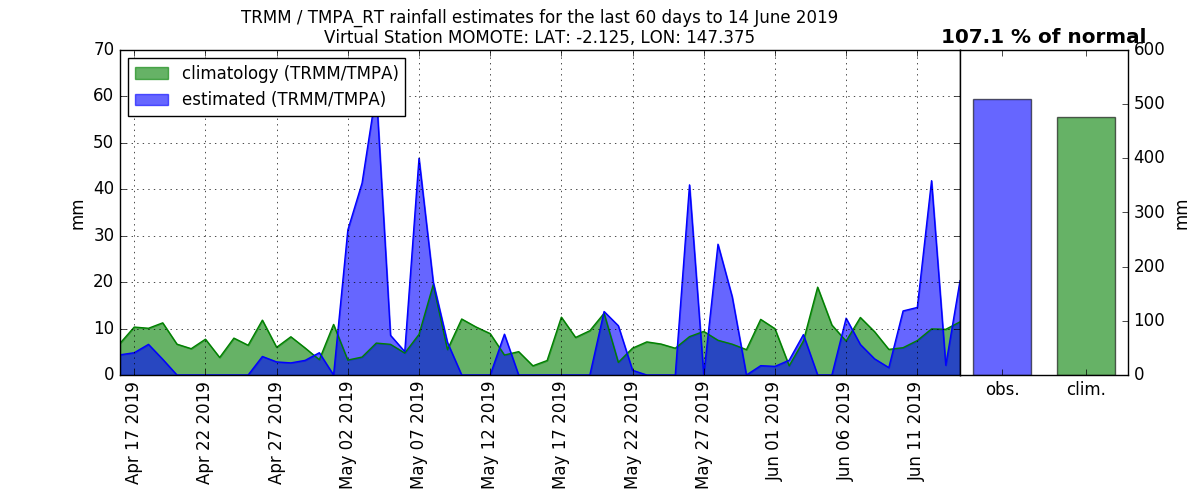 TRMM / TMPA_RT rainfall estimates for the last 60 days to 14 June 2019
Virtual Station MOMOTE: LAT: -2.125, LON: 147.375
107.1 % of normal
climatology (TRMM/TMPA)
estimated (TRMM/TMPA)
70
60
50
40
30
20
10
0
mm
Apr 17 2019
Apr 22 2019
Apr 27 2019
May 02 2019
May 07 2019
May 12 2019
May 17 2019
May 22 2019
May 27 2019
Jun 01 2019
Jun 06 2019
Jun 11 2019
obs.
clim.
600
500
400
300
200
100
0
mm